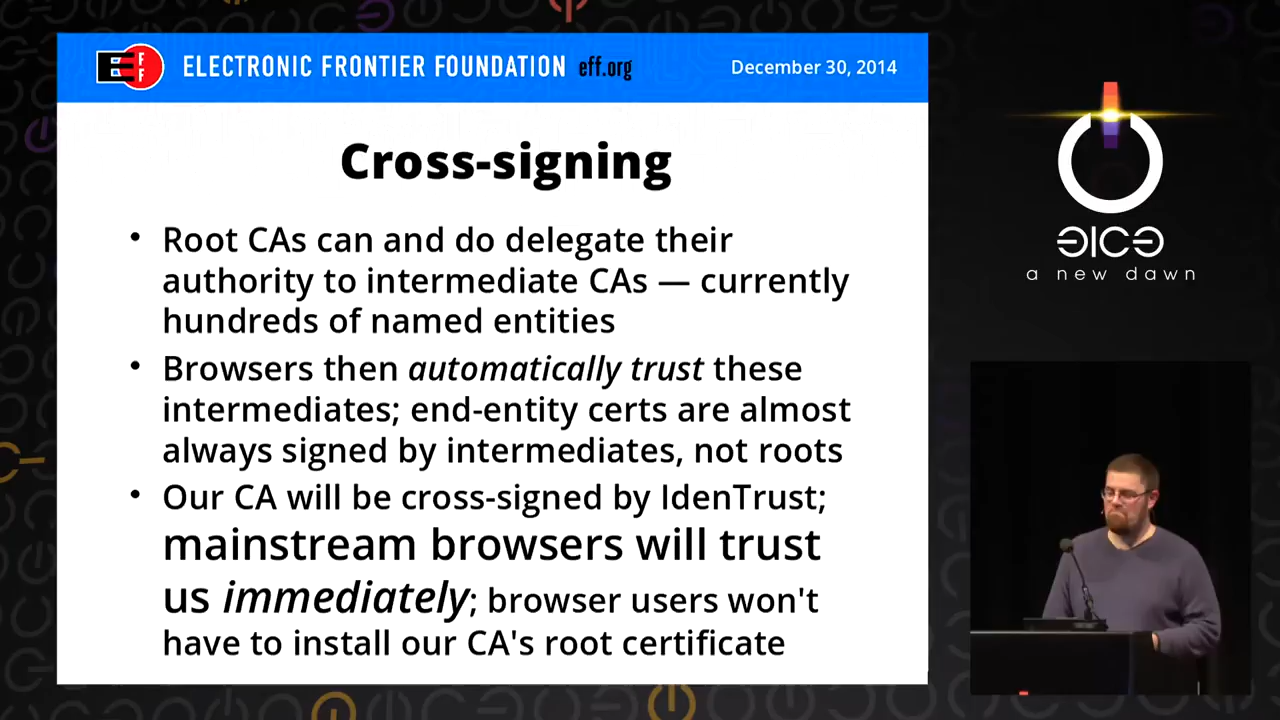 EFF ELECTRONIC FRONTIER FOUNDATION eff.org December 30, 2014
Cross-signing
• Root CAs can and do delegate their
authority to intermediate CAs — currently
hundreds of named entities
• Browsers then automatically trust these
intermediates; end-entity certs are almost
always signed by intermediates, not roots
• Our CA will be cross-signed by IdenTrust;
mainstream browsers will trust
us immediately; browser users won't
have to install our CA's root certificate
a new dawn